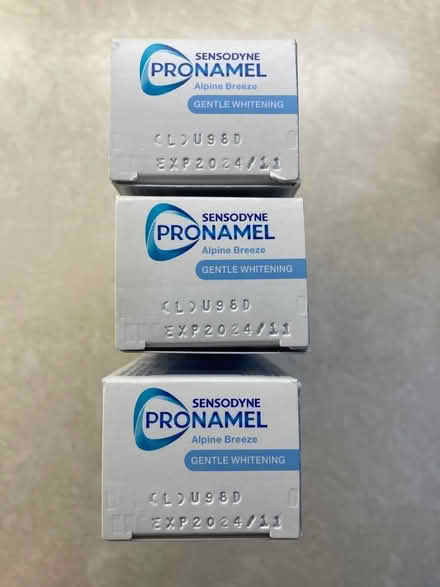 SENSODYNE
PRONAMEL
Alpine Breeze
GENTLE WHITENING
(L)U98D
EXP2024/11
SENSODYNE
PRONAMEL
Alpine Breeze
GENTLE WHITENING
(L)U98D
EXP2024/11
SENSODYNE
PRONAMEL
Alpine Breeze
GENTLE WHITENING
(L)U98D
EXP2024/11